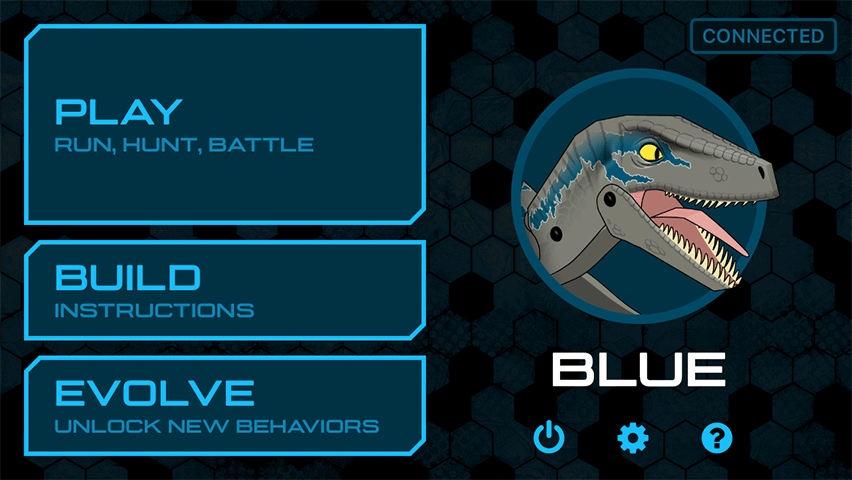 CONNECTED
PLAY
RUN, HUNT, BATTLE
BUILD
INSTRUCTIONS
EVOLVE
UNLOCK NEW BEHAVIORS
BLUE
?